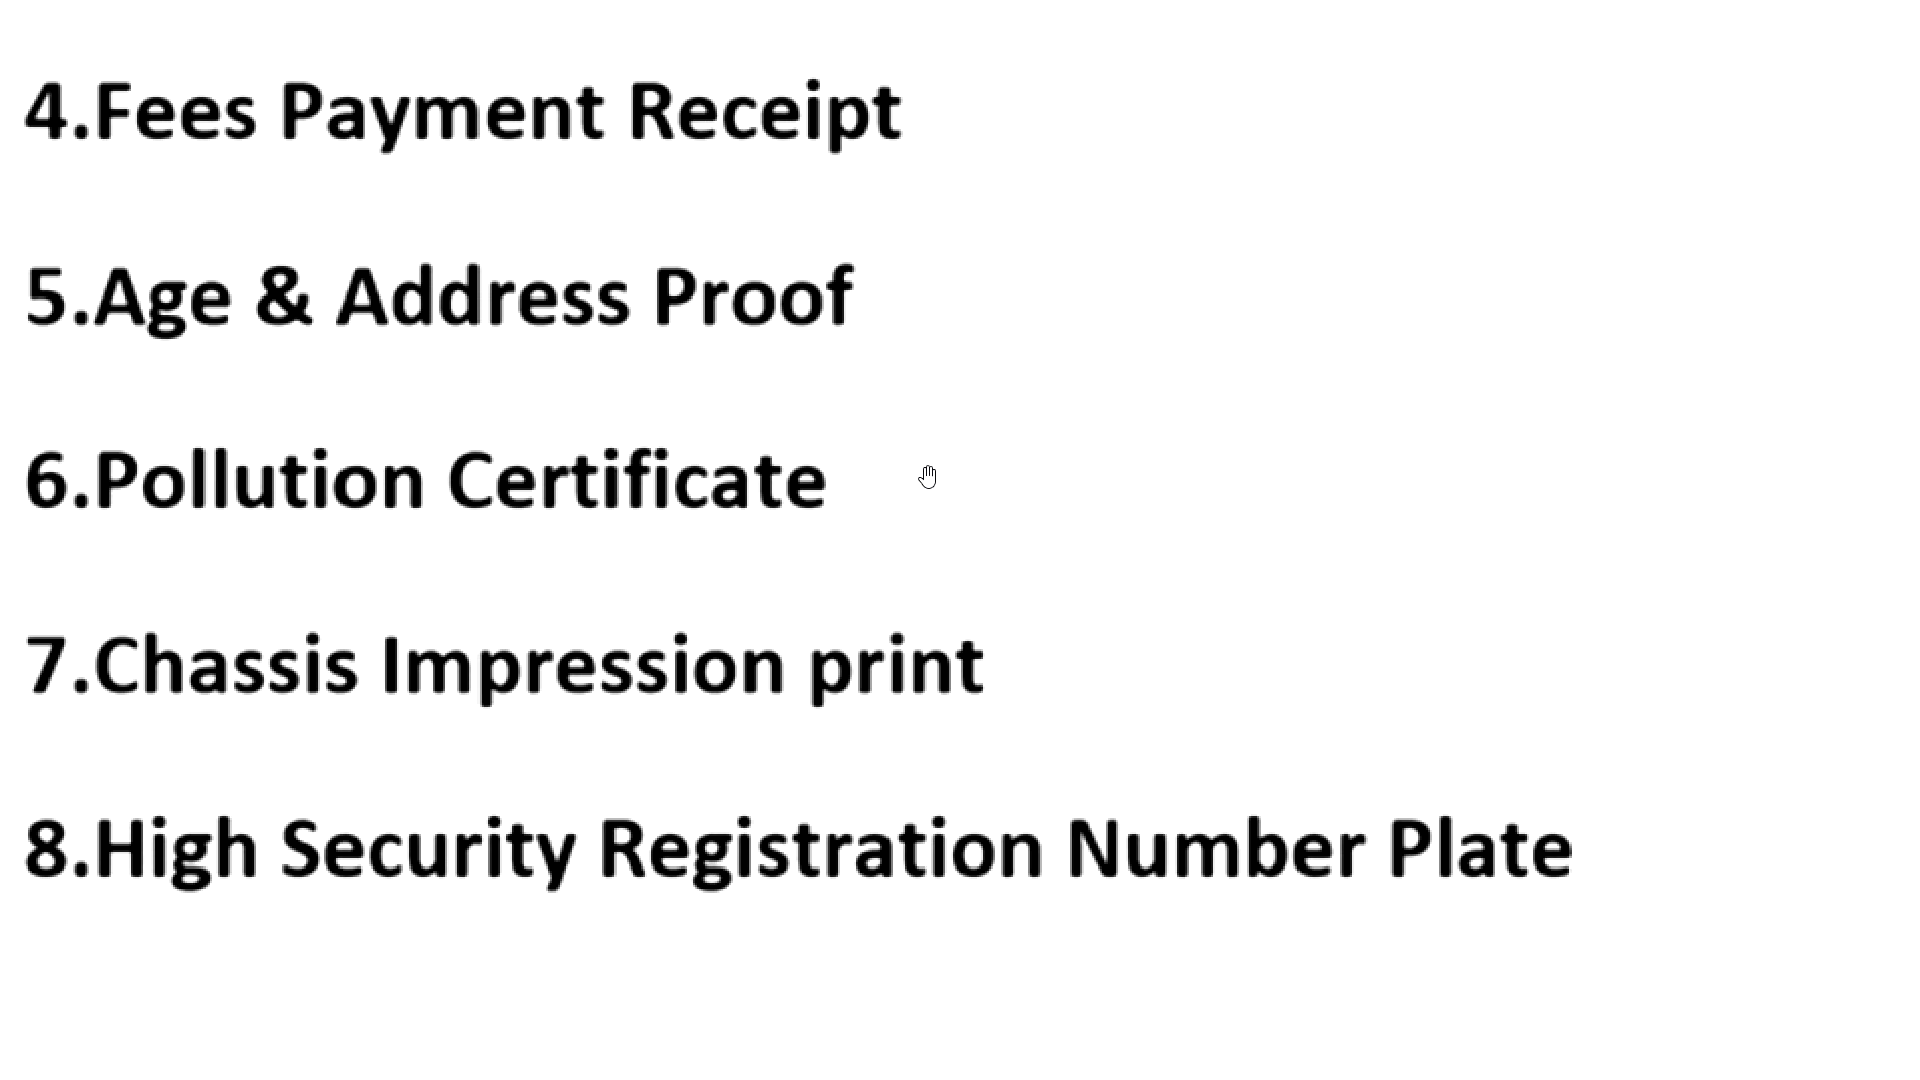 4.Fees Payment Receipt
5.Age & Address Proof
6.Pollution Certificate
7.Chassis Impression print
8.High Security Registration Number Plate